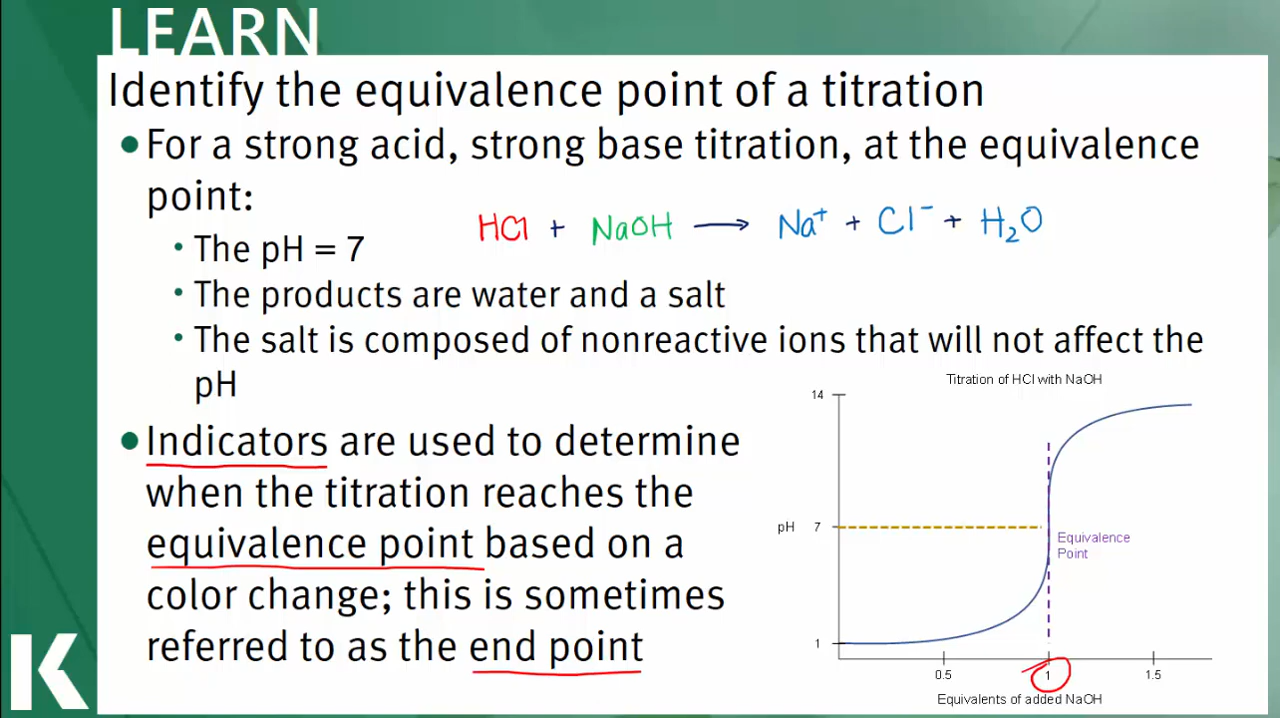 LEARN
Identify the equivalence point of a titration
•For a strong acid, strong base titration, at the equivalence
point:
HCl + NaOH ⟶ Na⁺ + Cl⁻ + H₂O
• The pH = 7
• The products are water and a salt
• The salt is composed of nonreactive ions that will not affect the
pH
•Indicators are used to determine
when the titration reaches the
equivalence point based on a
color change; this is sometimes
referred to as the end point
Titration of HCl with NaOH
14
pH 7
Equivalence
Point
1
0.5 1 1.5
Equivalents of added NaOH
K